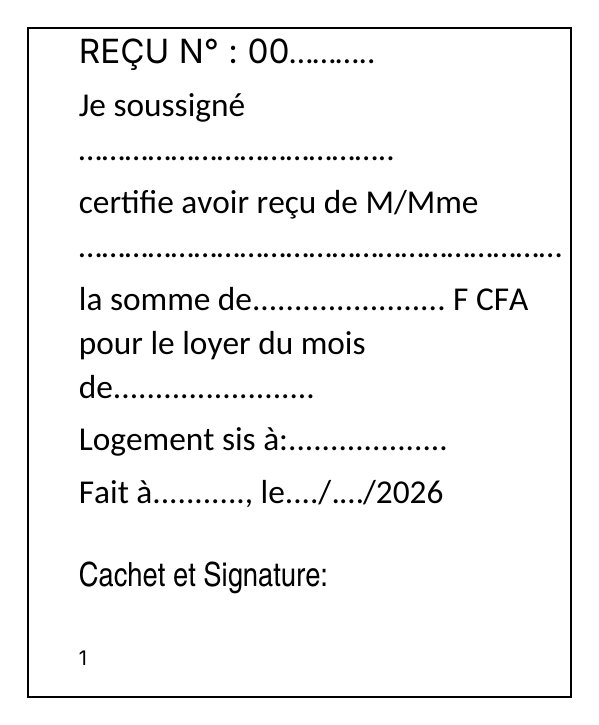 REÇU N° : 00………..
Je soussigné
…………………………………..
certifie avoir reçu de M/Mme
………………………………………………………
la somme de....................... F CFA
pour le loyer du mois
de........................
Logement sis à:...................
Fait à..........., le..../…./2026
Cachet et Signature:
1